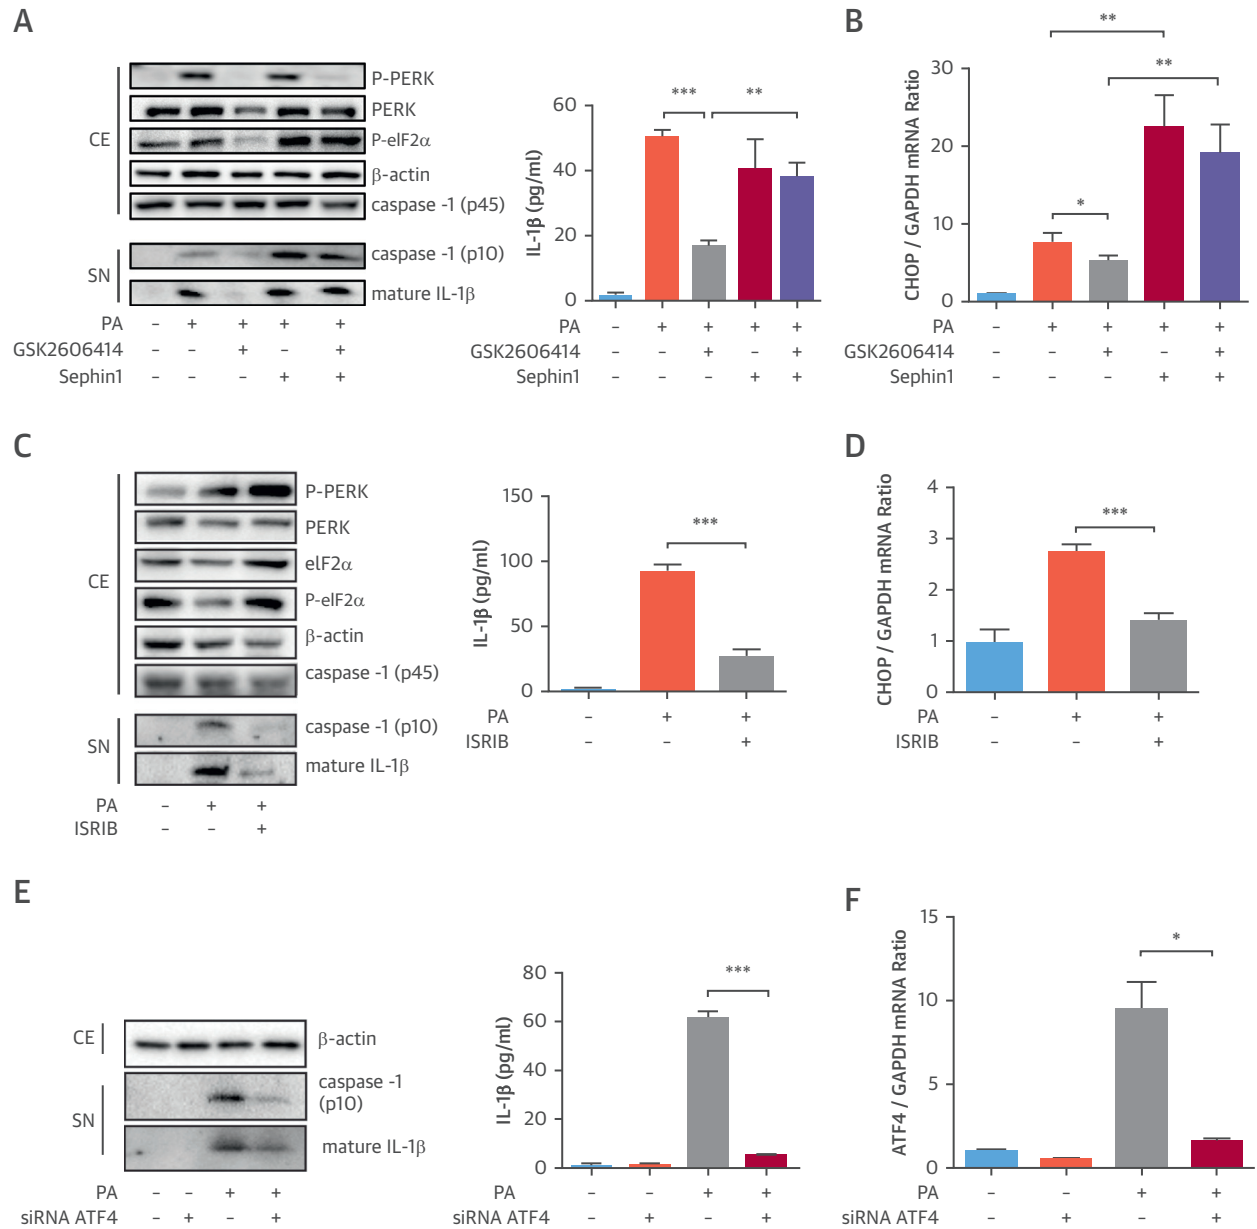 A
CE
P-PERK
PERK
P-eIF2α
β-actin
caspase -1 (p45)
SN
caspase -1 (p10)
mature IL-1β
PA – + + + +
GSK2606414 – – + – +
Sephin1 – – – + +
IL-1β (pg/ml)
60
40
20
0
***
**
PA – + + + +
GSK2606414 – – + – +
Sephin1 – – – + +
B
CHOP / GAPDH mRNA Ratio
30
20
10
0
**
**
*
PA – + + + +
GSK2606414 – – + – +
Sephin1 – – – + +
C
CE
P-PERK
PERK
eIF2α
P-eIF2α
β-actin
caspase -1 (p45)
SN
caspase -1 (p10)
mature IL-1β
PA – + +
ISRIB – – +
IL-1β (pg/ml)
150
100
50
0
***
PA – + +
ISRIB – – +
D
CHOP / GAPDH mRNA Ratio
4
3
2
1
0
***
PA – + +
ISRIB – – +
E
CE
β-actin
SN
caspase -1
(p10)
mature IL-1β
PA – – + +
siRNA ATF4 – + – +
IL-1β (pg/ml)
80
60
40
20
0
***
PA – – + +
siRNA ATF4 – + – +
F
ATF4 / GAPDH mRNA Ratio
15
10
5
0
*
PA – – + +
siRNA ATF4 – + – +